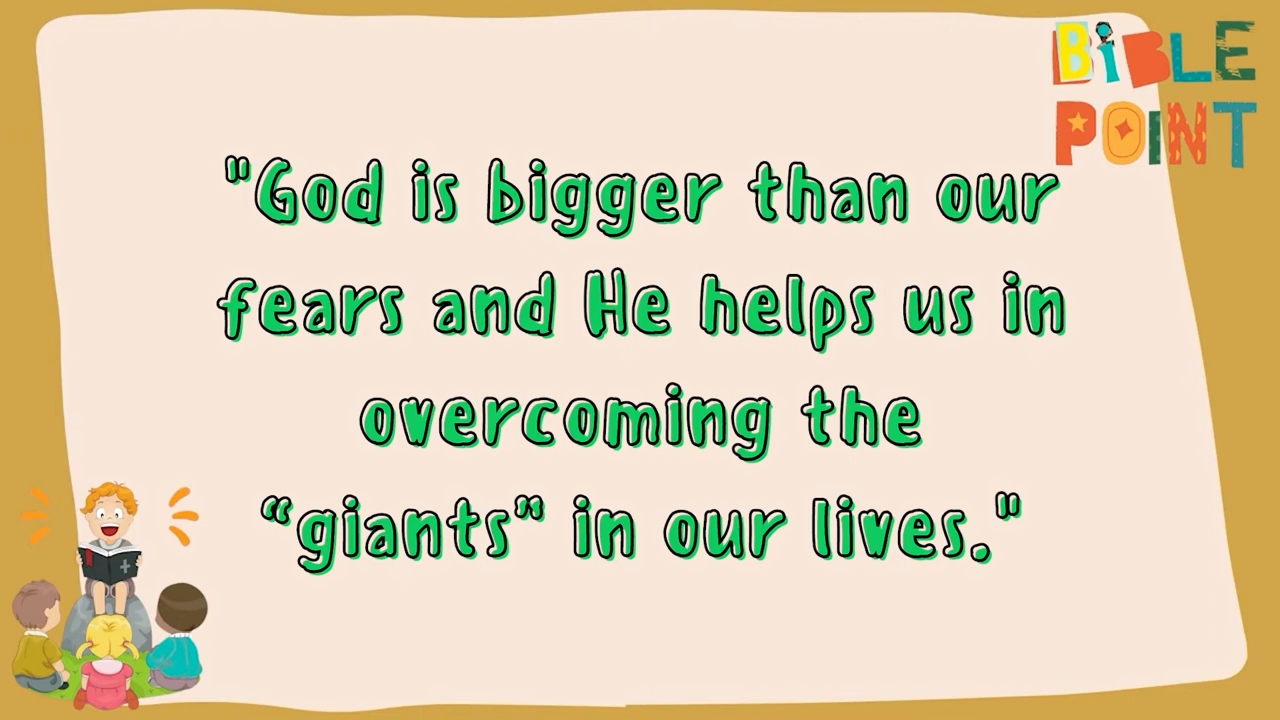 BiBLE
POINT
"God is bigger than our
fears and He helps us in
overcoming the
“giants” in our lives."